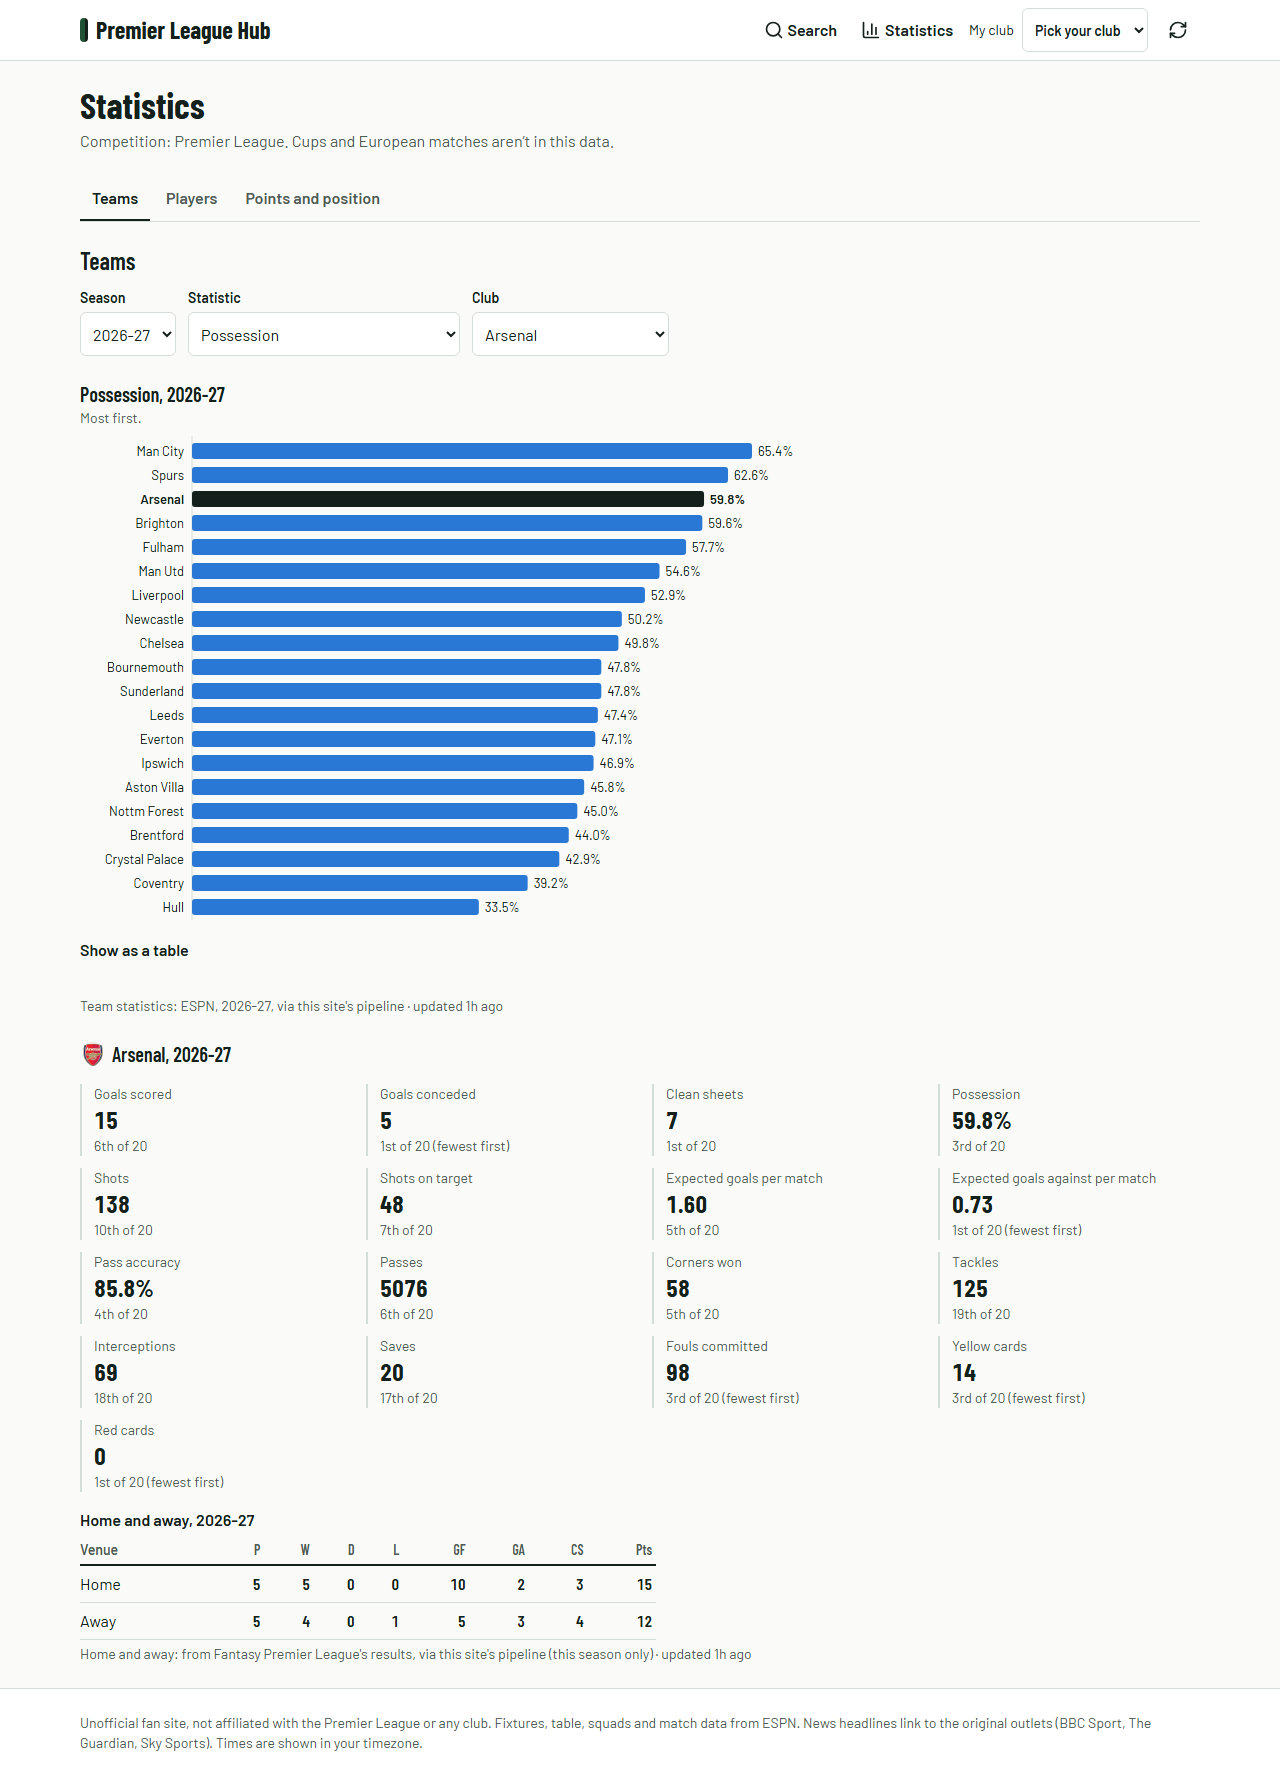 Premier League Hub
Search
Statistics
My club
Pick your club
Statistics
Competition: Premier League. Cups and European matches aren’t in this data.
Teams Players Points and position
Teams
Season Statistic Club
2026-27 Possession Arsenal
Possession, 2026-27
Most first.
Man City 65.4%
Spurs 62.6%
Arsenal 59.8%
Brighton 59.6%
Fulham 57.7%
Man Utd 54.6%
Liverpool 52.9%
Newcastle 50.2%
Chelsea 49.8%
Bournemouth 47.8%
Sunderland 47.8%
Leeds 47.4%
Everton 47.1%
Ipswich 46.9%
Aston Villa 45.8%
Nottm Forest 45.0%
Brentford 44.0%
Crystal Palace 42.9%
Coventry 39.2%
Hull 33.5%
Show as a table
Team statistics: ESPN, 2026-27, via this site's pipeline · updated 1h ago
Arsenal, 2026-27
Goals scored
15
6th of 20
Goals conceded
5
1st of 20 (fewest first)
Clean sheets
7
1st of 20
Possession
59.8%
3rd of 20
Shots
138
10th of 20
Shots on target
48
7th of 20
Expected goals per match
1.60
5th of 20
Expected goals against per match
0.73
1st of 20 (fewest first)
Pass accuracy
85.8%
4th of 20
Passes
5076
6th of 20
Corners won
58
5th of 20
Tackles
125
19th of 20
Interceptions
69
18th of 20
Saves
20
17th of 20
Fouls committed
98
3rd of 20 (fewest first)
Yellow cards
14
3rd of 20 (fewest first)
Red cards
0
1st of 20 (fewest first)
Home and away, 2026-27
Venue P W D L GF GA CS Pts
Home 5 5 0 0 10 2 3 15
Away 5 4 0 1 5 3 4 12
Home and away: from Fantasy Premier League's results, via this site's pipeline (this season only) · updated 1h ago
Unofficial fan site, not affiliated with the Premier League or any club. Fixtures, table, squads and match data from ESPN. News headlines link to the original outlets (BBC Sport, The
Guardian, Sky Sports). Times are shown in your timezone.